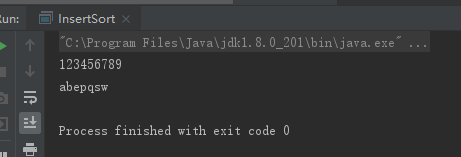 Run: InsertSort
"C:\Program Files\Java\jdk1.8.0_201\bin\java.exe" ...
123456789
abepqsw
Process finished with exit code 0